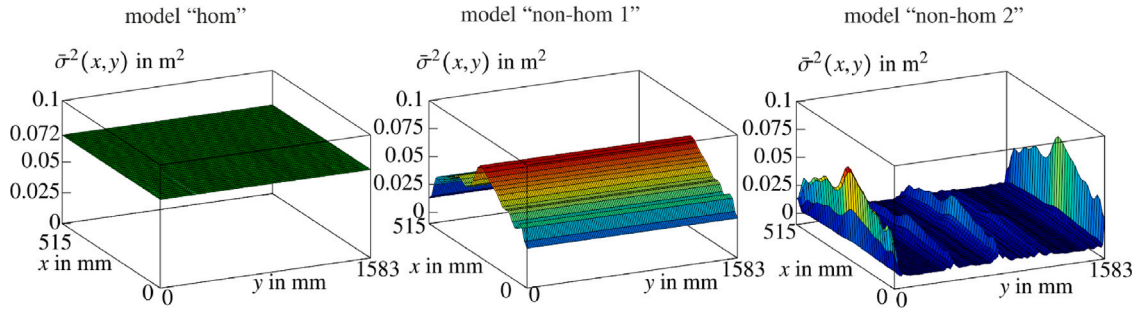 model “hom”
σ̄²(x,y) in m²
0.1
0.072
0.05
0.025
0
515
x in mm
0
0
y in mm
1583
model “non-hom 1”
σ̄²(x,y) in m²
0.1
0.075
0.05
0.025
0
515
x in mm
0
0
y in mm
1583
model “non-hom 2”
σ̄²(x,y) in m²
0.1
0.075
0.05
0.025
0
515
x in mm
0
0
y in mm
1583